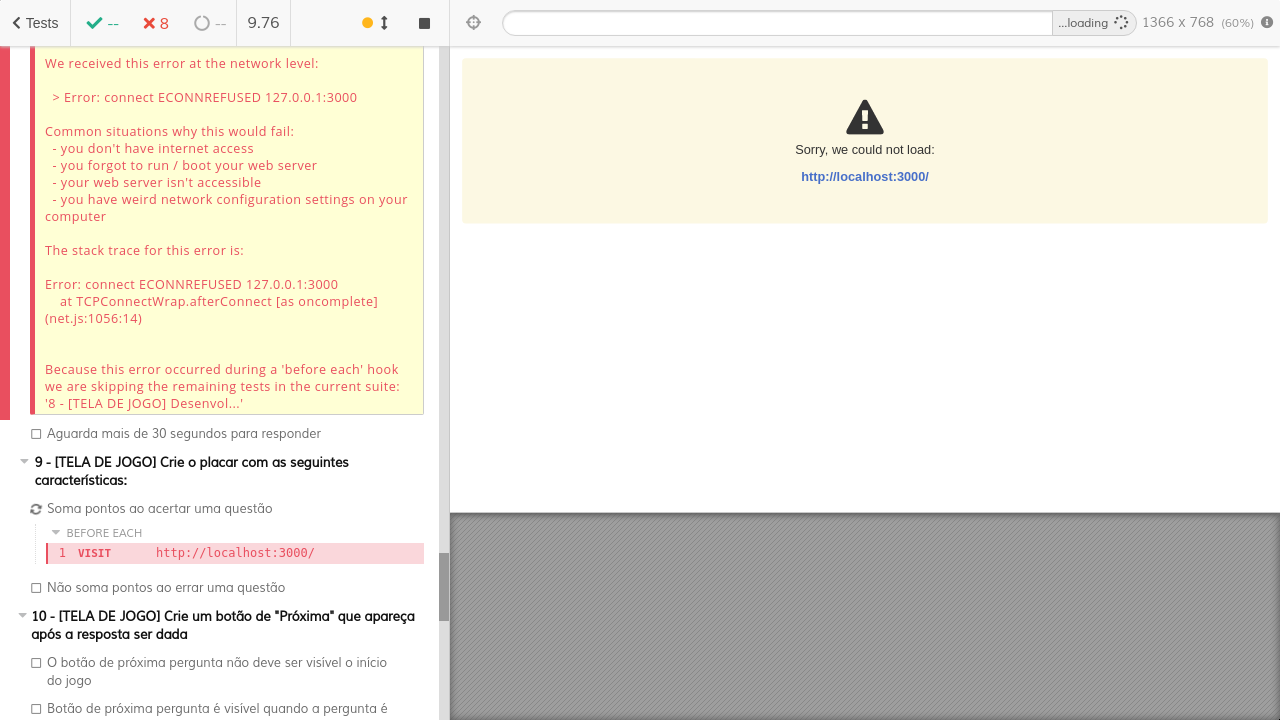 Tests
--
8
--
9.76
...loading
1366 x 768 (60%)
We received this error at the network level:
> Error: connect ECONNREFUSED 127.0.0.1:3000
Common situations why this would fail:
- you don't have internet access
- you forgot to run / boot your web server
- your web server isn't accessible
- you have weird network configuration settings on your
computer
The stack trace for this error is:
Error: connect ECONNREFUSED 127.0.0.1:3000
at TCPConnectWrap.afterConnect [as oncomplete]
(net.js:1056:14)
Because this error occurred during a 'before each' hook
we are skipping the remaining tests in the current suite:
'8 - [TELA DE JOGO] Desenvol...'
Aguarda mais de 30 segundos para responder
9 - [TELA DE JOGO] Crie o placar com as seguintes
características:
Soma pontos ao acertar uma questão
BEFORE EACH
1 VISIT http://localhost:3000/
Não soma pontos ao errar uma questão
10 - [TELA DE JOGO] Crie um botão de "Próxima" que apareça
após a resposta ser dada
O botão de próxima pergunta não deve ser visível o início
do jogo
Botão de próxima pergunta é visível quando a pergunta é
Sorry, we could not load:
http://localhost:3000/